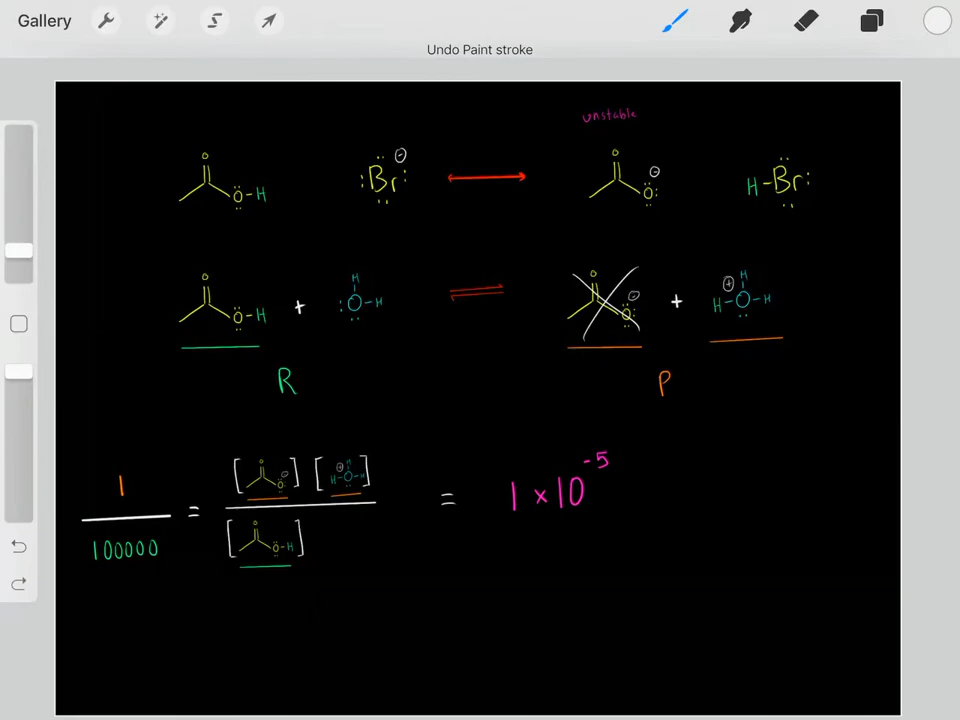 Gallery
Undo Paint stroke
unstable
O O
O-H :Br: ⊖ O: ⊖ H-Br:
O H O H
O-H + :O-H O: ⊖ + H-O-H ⊕
R P
1 = [O O: ⊖] [H-O-H H ⊕] = 1 × 10⁻⁵
100000 [O O-H]